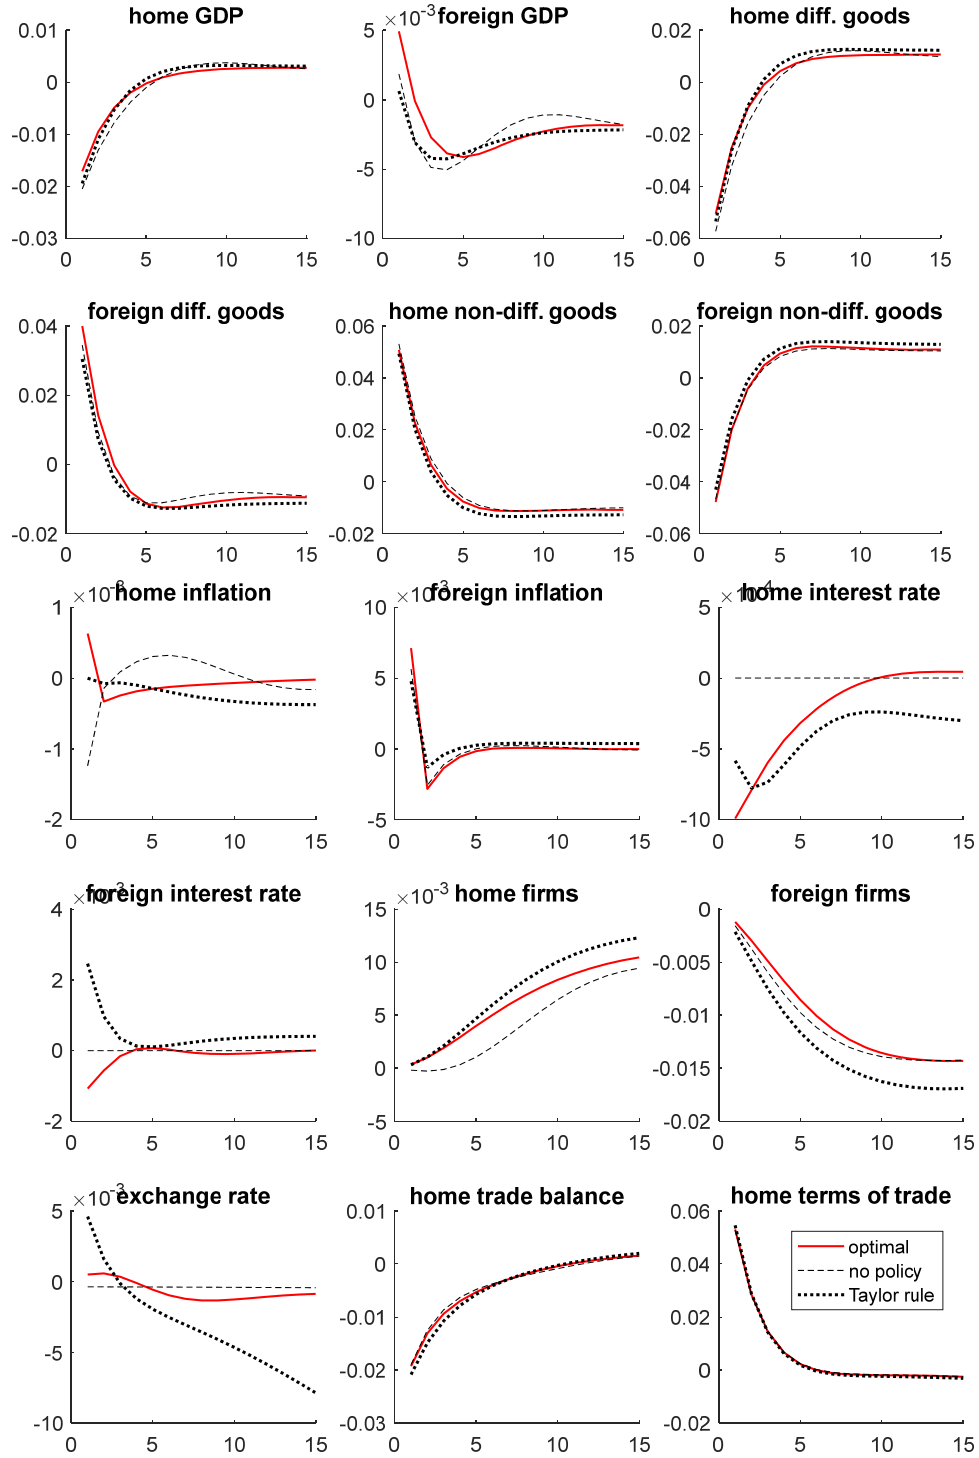 home GDP
0.01
0
-0.01
-0.02
-0.03
0 5 10 15
×10-3
foreign GDP
5
0
-5
-10
0 5 10 15
home diff. goods
0.02
0
-0.02
-0.04
-0.06
0 5 10 15
foreign diff. goods
0.04
0.02
0
-0.02
0 5 10 15
home non-diff. goods
0.06
0.04
0.02
0
-0.02
0 5 10 15
foreign non-diff. goods
0.02
0
-0.02
-0.04
-0.06
0 5 10 15
×10-3
home inflation
1
0
-1
-2
0 5 10 15
×10-3
foreign inflation
10
5
0
-5
0 5 10 15
×10-4
home interest rate
5
0
-5
-10
0 5 10 15
×10-3
foreign interest rate
4
2
0
-2
0 5 10 15
×10-3
home firms
15
10
5
0
-5
0 5 10 15
foreign firms
0
-0.005
-0.01
-0.015
-0.02
0 5 10 15
×10-3
exchange rate
5
0
-5
-10
0 5 10 15
home trade balance
0.01
0
-0.01
-0.02
-0.03
0 5 10 15
home terms of trade
0.06
0.04
0.02
0
-0.02
0 5 10 15
optimal
no policy
Taylor rule